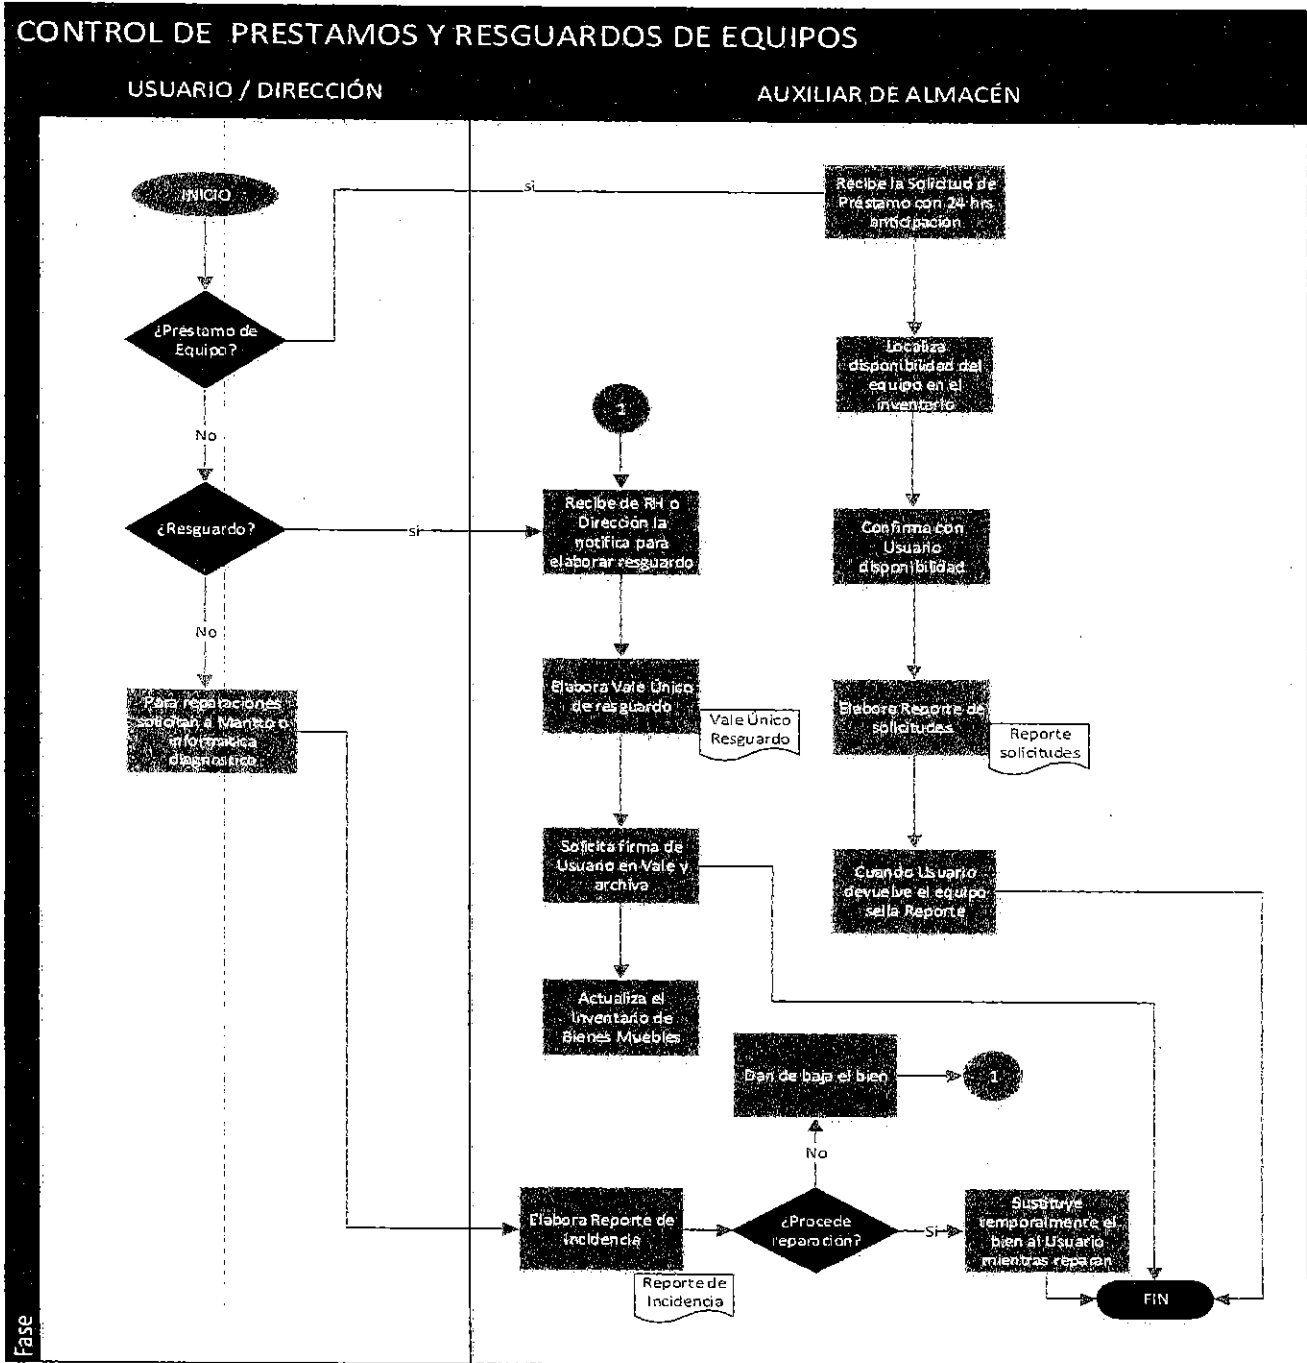 CONTROL DE PRESTAMOS Y RESGUARDOS DE EQUIPOS
USUARIO / DIRECCIÓN
AUXILIAR DE ALMACÉN
INICIO
si
Recibe la Solicitud de
Préstamo con 24 hrs
anticipación
¿Préstamo de
Equipo?
Localiza
disponibilidad del
equipo en el
inventario
No
¿Resguardo?
si
Recibe de RH o
Dirección la
notifica para
elaborar resguardo
Confirma con
Usuario
disponibilidad
No
Para reparaciones
solicitan a Mantto o
informática
diagnostico
Elabora Vale Único
de resguardo
Vale Único
Resguardo
Elabora Reporte de
solicitudes
Reporte
solicitudes
Solicita firma de
Usuario en Vale y
archiva
Cuando Usuario
devuelve el equipo
sella Reporte
Actualiza el
Inventario de
Bienes Muebles
Dan de baja el bien
1
No
Elabora Reporte de
Incidencia
Reporte de
Incidencia
¿Procede
reparación?
Si
Sustituye
temporalmente el
bien al Usuario
mientras reparan
FIN
Fase